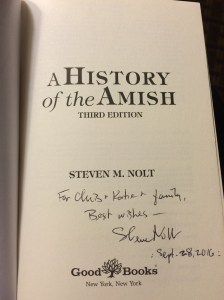 A HISTORY
of the AMISH
THIRD EDITION
STEVEN M. NOLT
For Chris + Katie + family,
Best wishes —
Steve Nolt
Sept. 28, 2016
Good Books
New York, New York